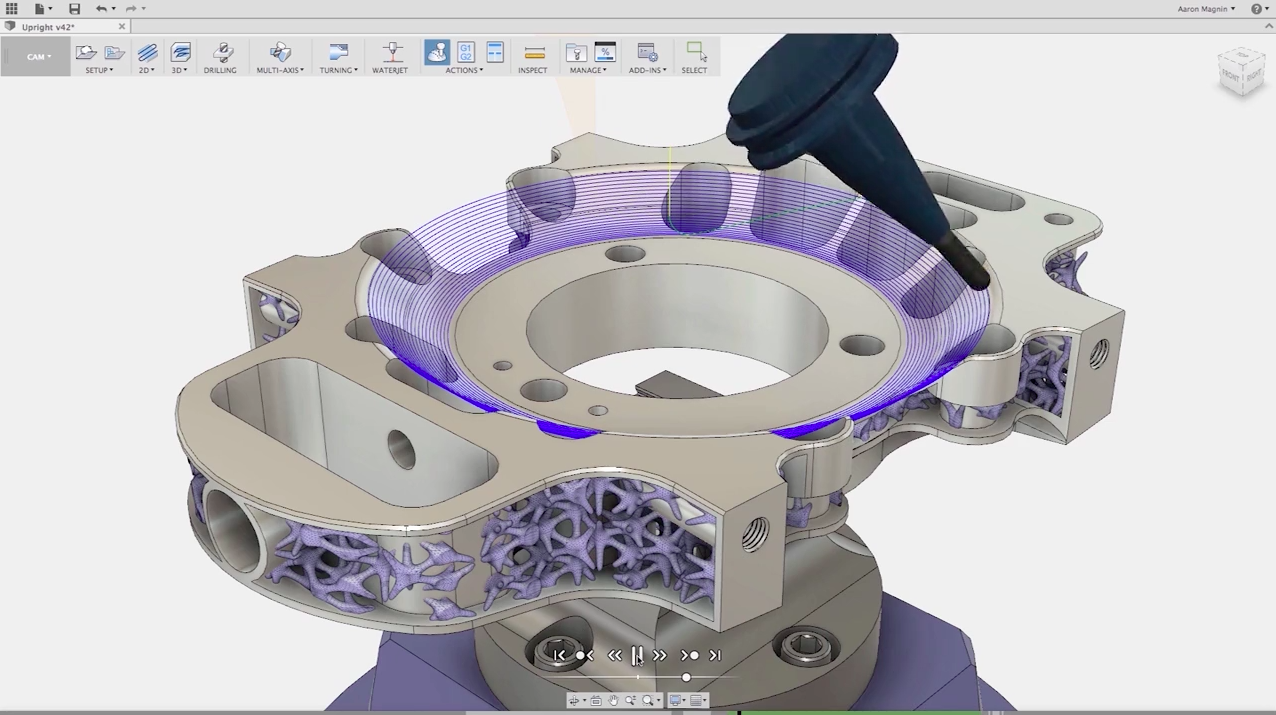 Aaron Magnin
Upright v42*
CAM
SETUP
2D
3D
DRILLING
MULTI-AXIS
TURNING
WATERJET
G1
G2
ACTIONS
INSPECT
%
MANAGE
ADD-INS
SELECT
FRONT
RIGHT